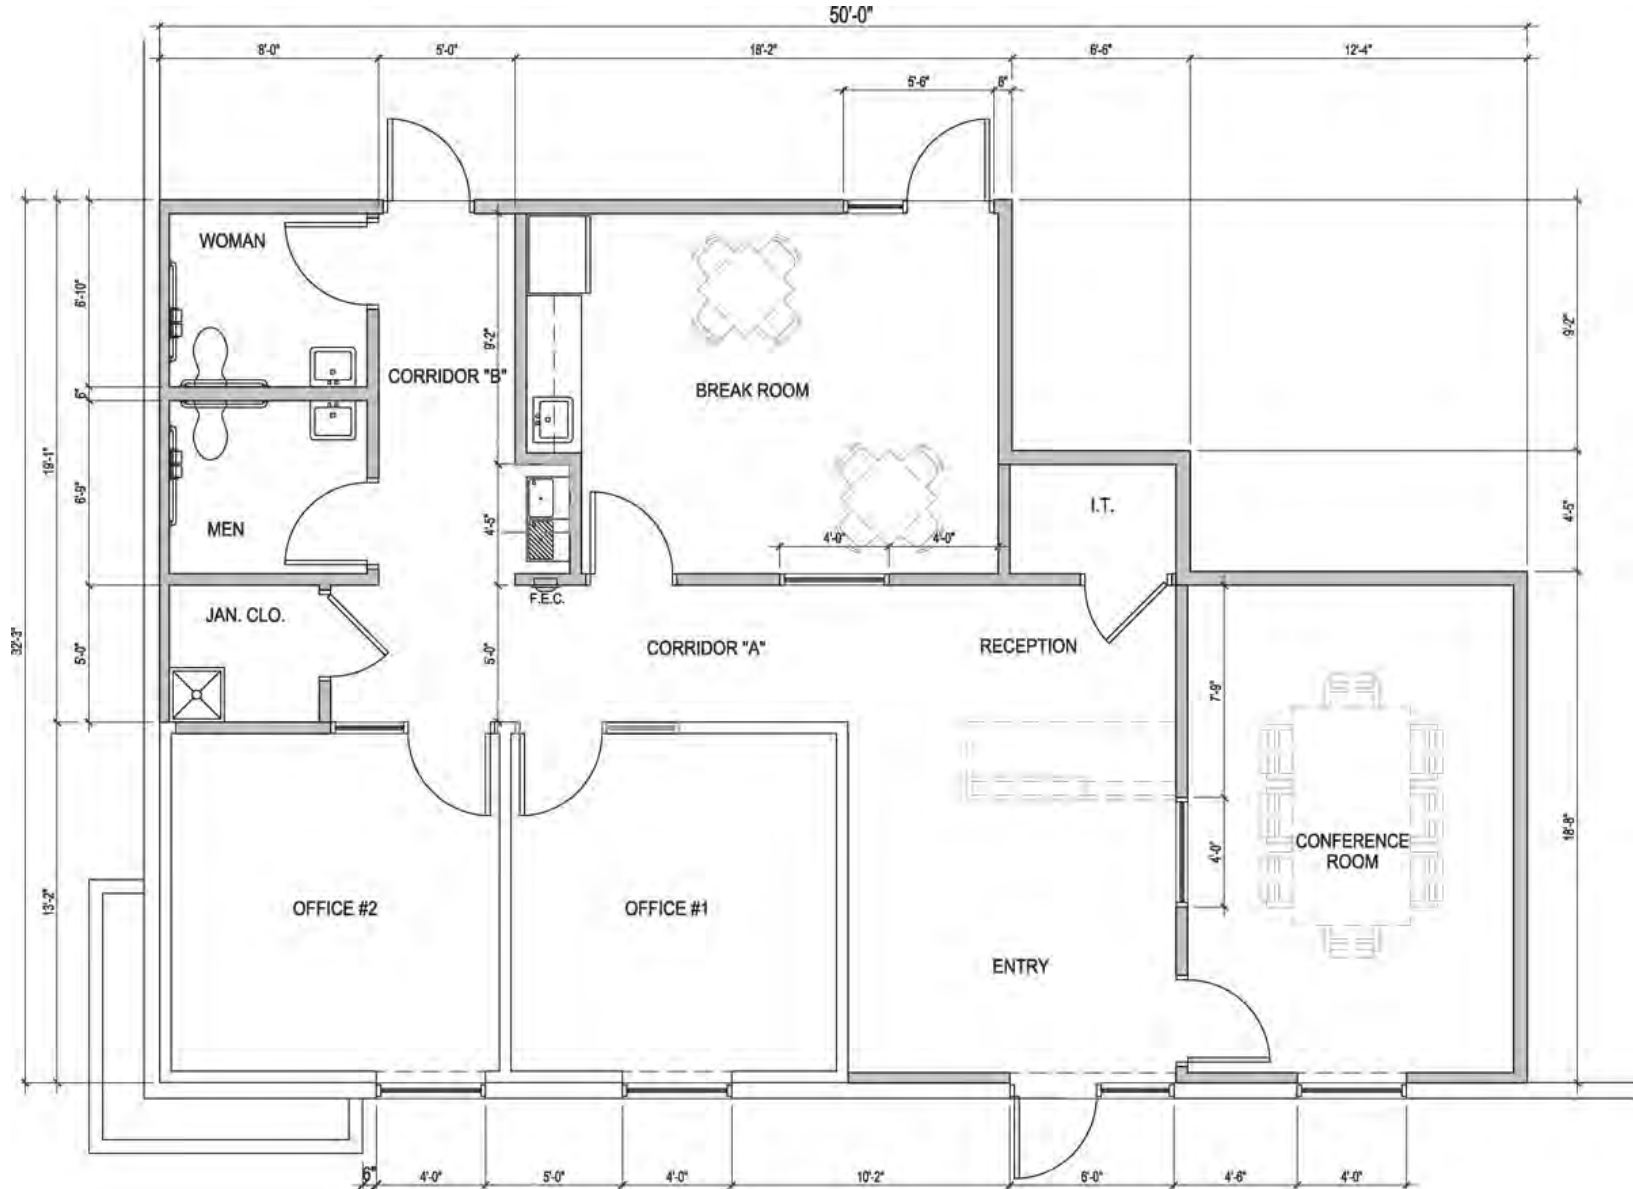 50'-0"
8'-0"
5'-0"
18'-2"
6'-6"
12'-4"
5'-6"
6"
WOMAN
6'-10"
9'-2"
9'-2"
CORRIDOR "B"
BREAK ROOM
6"
19'-1"
6'-9"
MEN
4'-5"
I.T.
4'-5"
4'-0"
4'-0"
F.E.C.
JAN. CLO.
32'-3"
5'-0"
5'-0"
CORRIDOR "A"
RECEPTION
7'-9"
4'-0"
CONFERENCE
ROOM
18'-8"
13'-2"
OFFICE #2
OFFICE #1
ENTRY
6"
4'-0"
5'-0"
4'-0"
10'-2"
6'-0"
4'-6"
4'-0"